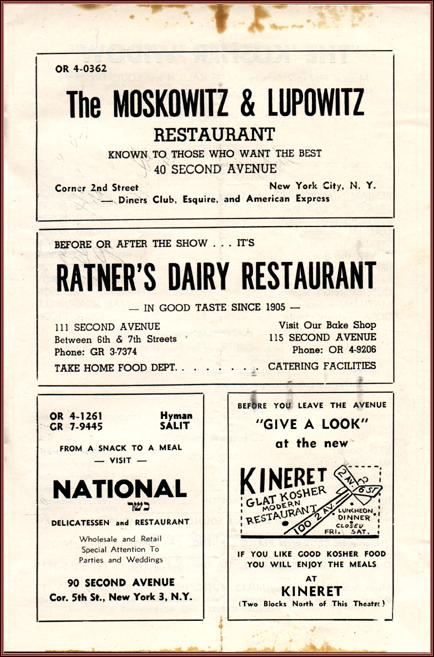 OR 4-0362
The MOSKOWITZ & LUPOWITZ
RESTAURANT
KNOWN TO THOSE WHO WANT THE BEST
40 SECOND AVENUE
Corner 2nd Street New York City, N. Y.
— Diners Club, Esquire, and American Express
BEFORE OR AFTER THE SHOW . . . IT'S
RATNER'S DAIRY RESTAURANT
— IN GOOD TASTE SINCE 1905 —
111 SECOND AVENUE
Between 6th & 7th Streets
Phone: GR 3-7374
Visit Our Bake Shop
115 SECOND AVENUE
Phone: OR 4-9206
TAKE HOME FOOD DEPT. . . . . . . . CATERING FACILITIES
OR 4-1261 Hyman
GR 7-9445 SALIT
FROM A SNACK TO A MEAL
— VISIT —
NATIONAL
כשר
DELICATESSEN and RESTAURANT
Wholesale and Retail
Special Attention To
Parties and Weddings
90 SECOND AVENUE
Cor. 5th St., New York 3, N.Y.
BEFORE YOU LEAVE THE AVENUE
"GIVE A LOOK"
at the new
KINERET
GLAT KOSHER
MODERN
RESTAURANT
100 2 AV.
2 AV.
6 ST
LUNCHEON
DINNER
CLOSED
FRI. SAT.
IF YOU LIKE GOOD KOSHER FOOD
YOU WILL ENJOY THE MEALS
AT
KINERET
(Two Blocks North of This Theatre)